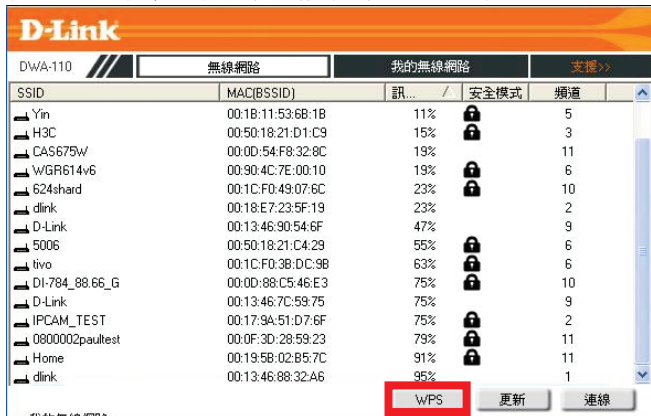 D-Link
DWA-110 無線網路 我的無線網路 支援>>
SSID MAC(BSSID) 訊... 安全模式 頻道
Yin 00:1B:11:53:6B:1B 11% 5
H3C 00:50:18:21:D1:C9 15% 3
CAS675W 00:0D:54:F8:32:8C 19% 11
WGR614v6 00:90:4C:7E:00:10 19% 6
624shard 00:1C:F0:49:07:6C 23% 10
dlink 00:18:E7:23:5F:19 23% 2
D-Link 00:13:46:90:54:6F 47% 9
5006 00:50:18:21:C4:29 55% 6
tivo 00:1C:F0:3B:DC:9B 63% 6
DI-784_88.66_G 00:0D:88:C5:46:E3 75% 10
D-Link 00:13:46:7C:59:75 75% 9
IPCAM_TEST 00:17:9A:51:D7:6F 75% 2
0800002paultest 00:0F:3D:28:59:23 79% 11
Home 00:19:5B:02:B5:7C 91% 11
dlink 00:13:46:88:32:A6 95% 1
WPS 更新 連線